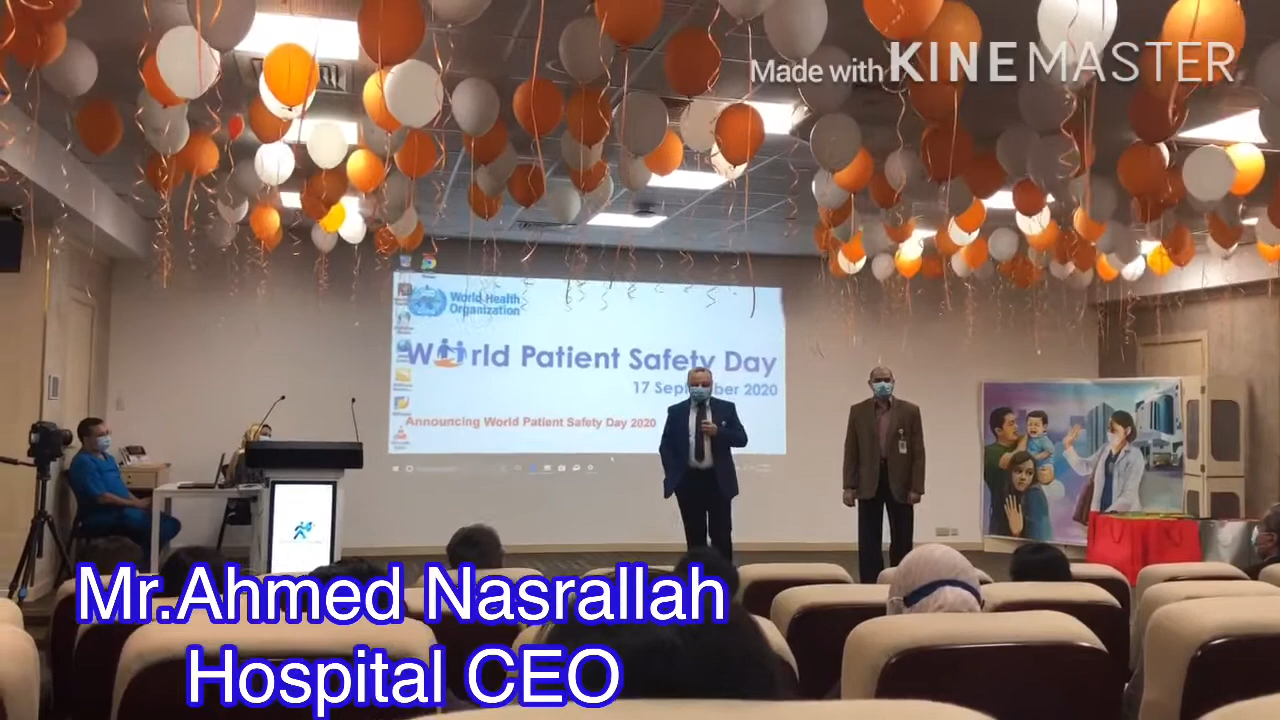 Made with KINEMASTER
World Health
Organization
World Patient Safety Day
17 September 2020
Announcing World Patient Safety Day 2020
Mr.Ahmed Nasrallah
Hospital CEO